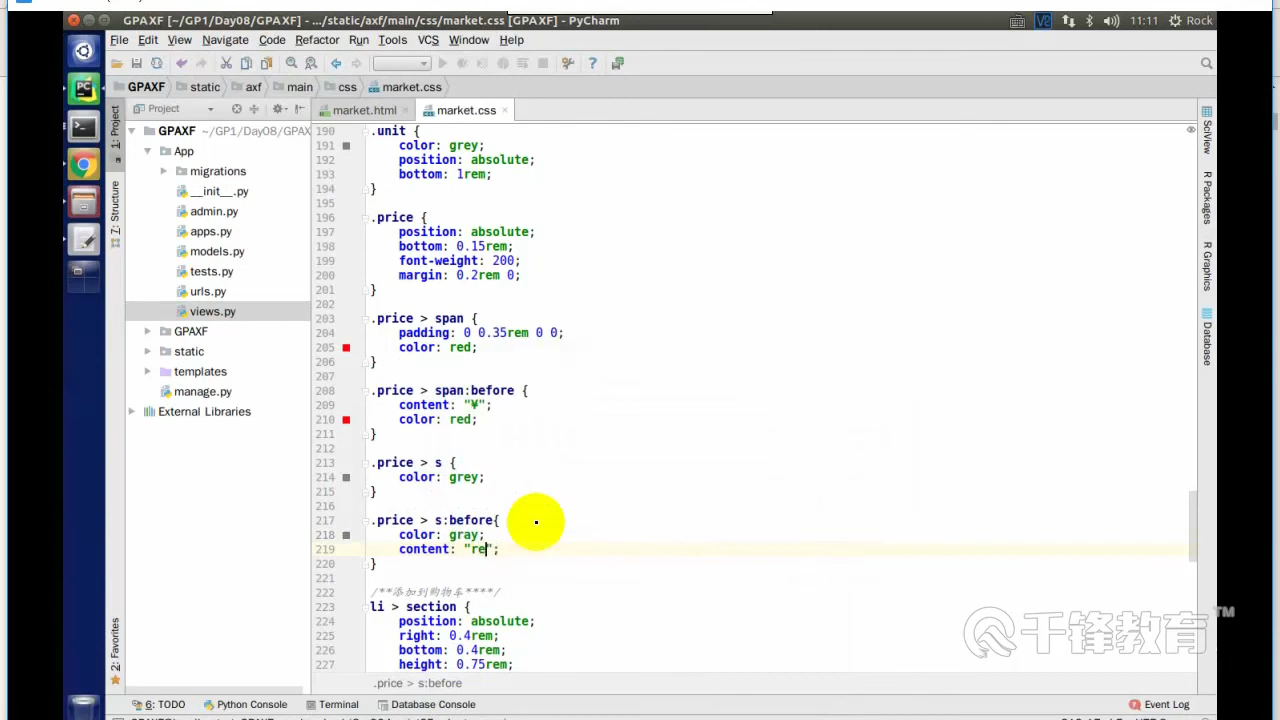 GPAXF [~/GP1/Day08/GPAXF] - .../static/axf/main/css/market.css [GPAXF] - PyCharm
11:11 Rock
File Edit View Navigate Code Refactor Run Tools VCS Window Help
GPAXF static axf main css market.css
Project
market.html market.css
1: Project
7: Structure
2: Favorites
GPAXF ~/GP1/Day08/GPAX
App
migrations
__init__.py
admin.py
apps.py
models.py
tests.py
urls.py
views.py
GPAXF
static
templates
manage.py
External Libraries
190 .unit {
191 color: grey;
192 position: absolute;
193 bottom: 1rem;
194 }
195
196 .price {
197 position: absolute;
198 bottom: 0.15rem;
199 font-weight: 200;
200 margin: 0.2rem 0;
201 }
202
203 .price > span {
204 padding: 0 0.35rem 0 0;
205 color: red;
206 }
207
208 .price > span:before {
209 content: "¥";
210 color: red;
211 }
212
213 .price > s {
214 color: grey;
215 }
216
217 .price > s:before{
218 color: gray;
219 content: "re";
220 }
221
222 /**添加到购物车****/
223 li > section {
224 position: absolute;
225 right: 0.4rem;
226 bottom: 0.4rem;
227 height: 0.75rem;
.price > s:before
SciView
R Packages
R Graphics
Database
千锋教育™
6: TODO Python Console Terminal Database Console Event Log